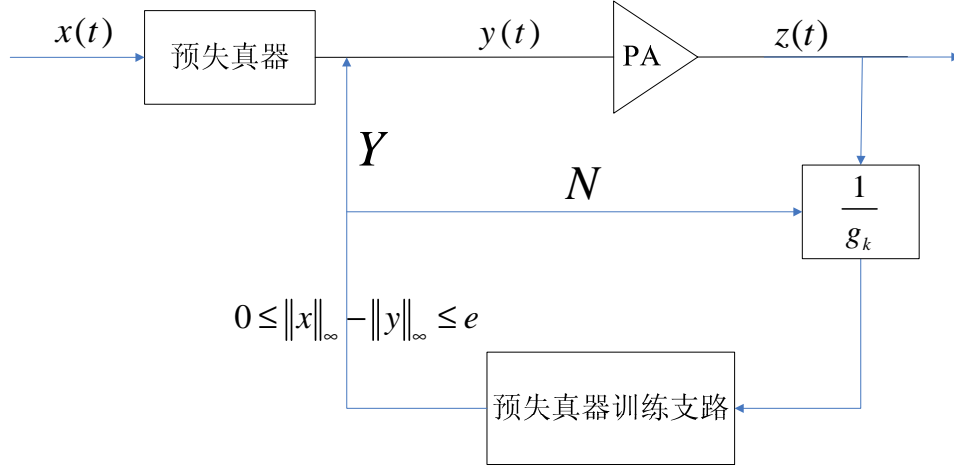 x(t)
预失真器
y(t)
PA
z(t)
Y
N
1/g_k
0 ≤ ‖x‖_∞ − ‖y‖_∞ ≤ e
预失真器训练支路